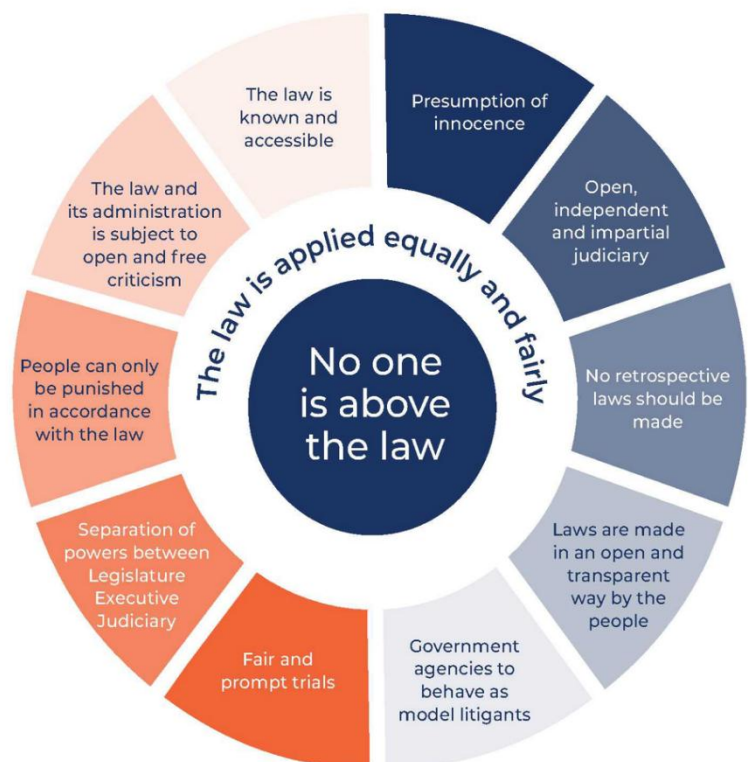 No one
is above
the law
The law is applied equally and fairly
Presumption of
innocence
Open,
independent
and impartial
judiciary
No retrospective
laws should be
made
Laws are made
in an open and
transparent
way by the
people
Government
agencies to
behave as
model litigants
Fair and
prompt trials
Separation of
powers between
Legislature
Executive
Judiciary
People can only
be punished
in accordance
with the law
The law and
its administration
is subject to
open and free
criticism
The law is
known and
accessible